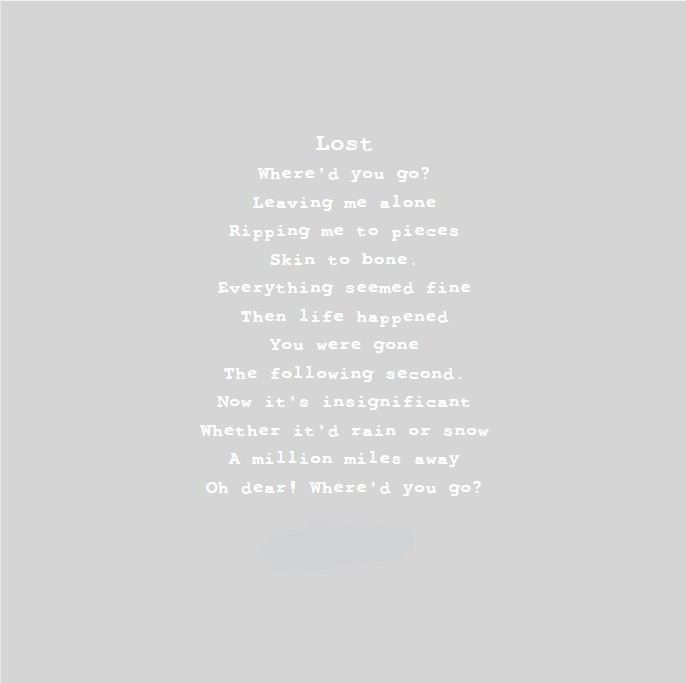 Lost
Where'd you go?
Leaving me alone
Ripping me to pieces
Skin to bone.
Everything seemed fine
Then life happened
You were gone
The following second.
Now it's insignificant
Whether it'd rain or snow
A million miles away
Oh dear! Where'd you go?